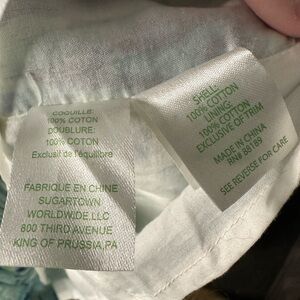 COQUILLE:
100% COTON
DOUBLURE:
100% COTON
Exclusif de l'équilibre
FABRIQUE EN CHINE
SUGARTOWN
WORLDWIDE,LLC
800 THIRD AVENUE
KING OF PRUSSIA,PA
SHELL:
100% COTTON
LINING:
100% COTTON
EXCLUSIVE OF TRIM
MADE IN CHINA
RN# 88189
SEE REVERSE FOR CARE